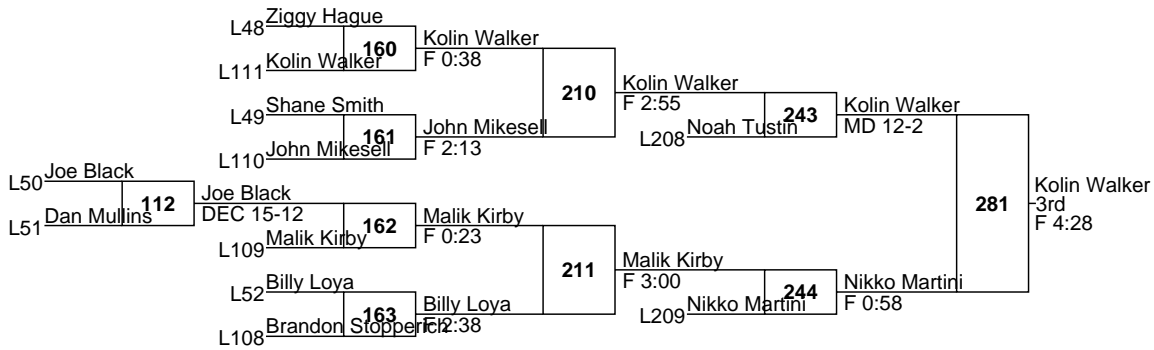 L48 Ziggy Hague
160
Kolin Walker
F 0:38
L111 Kolin Walker
210
Kolin Walker
F 2:55
L49 Shane Smith
161
John Mikesell
F 2:13
L110 John Mikesell
243
Kolin Walker
MD 12-2
L208 Noah Tustin
L50 Joe Black
112
Joe Black
DEC 15-12
L51 Dan Mullins
162
Malik Kirby
F 0:23
L109 Malik Kirby
211
Malik Kirby
F 3:00
L52 Billy Loya
163
Billy Loya
F 2:38
L108 Brandon Stopperich
244
Nikko Martini
F 0:58
L209 Nikko Martini
281
Kolin Walker
3rd
F 4:28